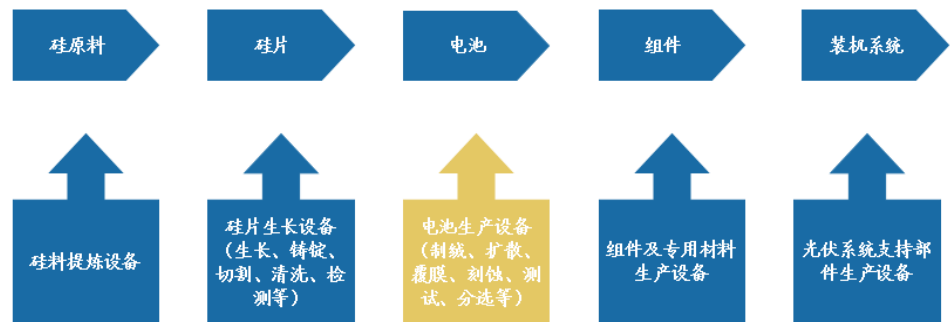 硅原料
硅片
电池
组件
装机系统
硅料提炼设备
硅片生长设备
（生长、铸锭、
切割、清洗、检
测等）
电池生产设备
（制绒、扩散、
覆膜、刻蚀、测
试、分选等）
组件及专用材料
生产设备
光伏系统支持部
件生产设备